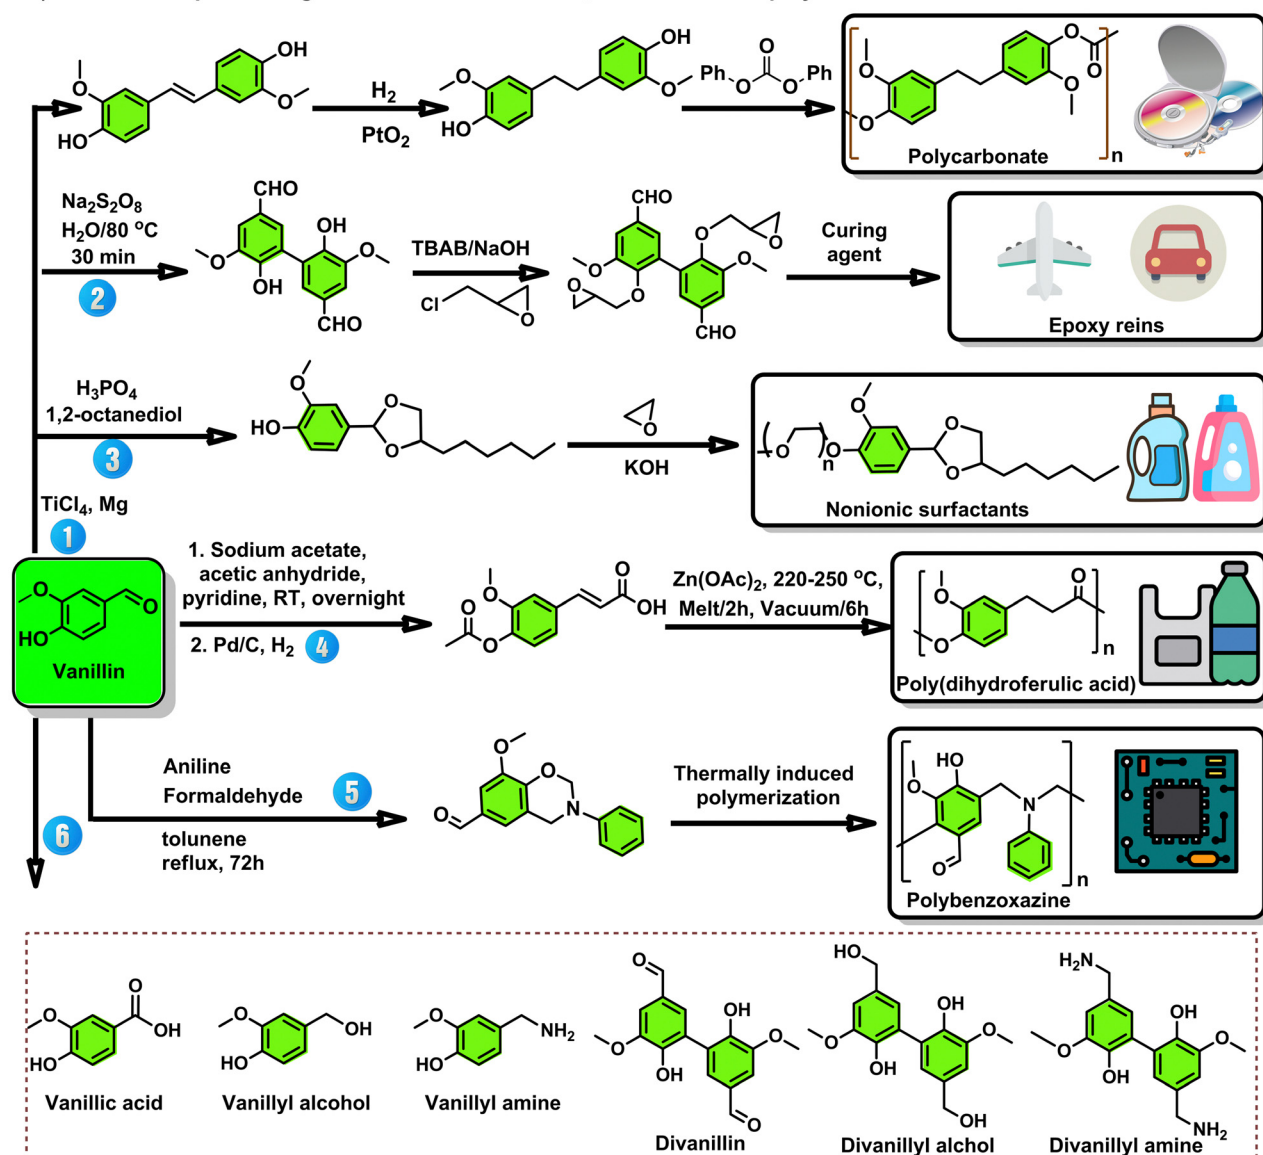 OH
O
O
HO
H₂
PtO₂
OH
O
O
HO
O
Ph O O Ph
O
O
O
O
O
n
Polycarbonate
Na₂S₂O₈
H₂O/80 °C
30 min
2
CHO
OH
O
O
OH
CHO
TBAB/NaOH
Cl
O
CHO
O
O
O
O
O
O
CHO
Curing
agent
Epoxy reins
H₃PO₄
1,2-octanediol
3
O
HO
O
O
O
KOH
O
O
n
O
O
O
Nonionic surfactants
TiCl₄, Mg
1
O
O
HO
Vanillin
1. Sodium acetate,
acetic anhydride,
pyridine, RT, overnight
2. Pd/C, H₂
4
O
O
OH
O
O
Zn(OAc)₂, 220-250 °C,
Melt/2h, Vacuum/6h
O
O
O
n
Poly(dihydroferulic acid)
Aniline
Formaldehyde
5
tolunene
reflux, 72h
6
O
O
N
O
Thermally induced
polymerization
HO
O
N
O
n
Polybenzoxazine
O
O
OH
HO
Vanillic acid
O
OH
HO
Vanillyl alcohol
O
NH₂
HO
Vanillyl amine
O
OH
O
O
OH
O
Divanillin
HO
OH
O
O
OH
OH
Divanillyl alchol
H₂N
OH
O
O
OH
NH₂
Divanillyl amine